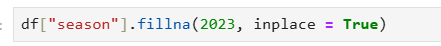 df["season"].fillna(2023, inplace = True)